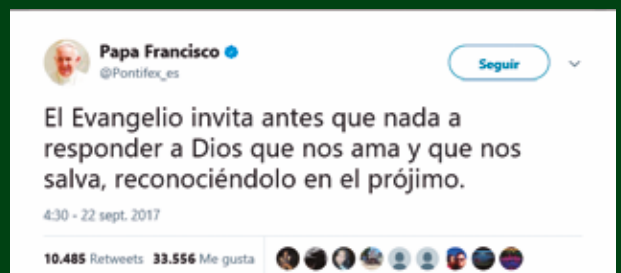 Papa Francisco
@Pontifex_es
Seguir
El Evangelio invita antes que nada a
responder a Dios que nos ama y que nos
salva, reconociéndolo en el prójimo.
4:30 - 22 sept. 2017
10.485 Retweets 33.556 Me gusta